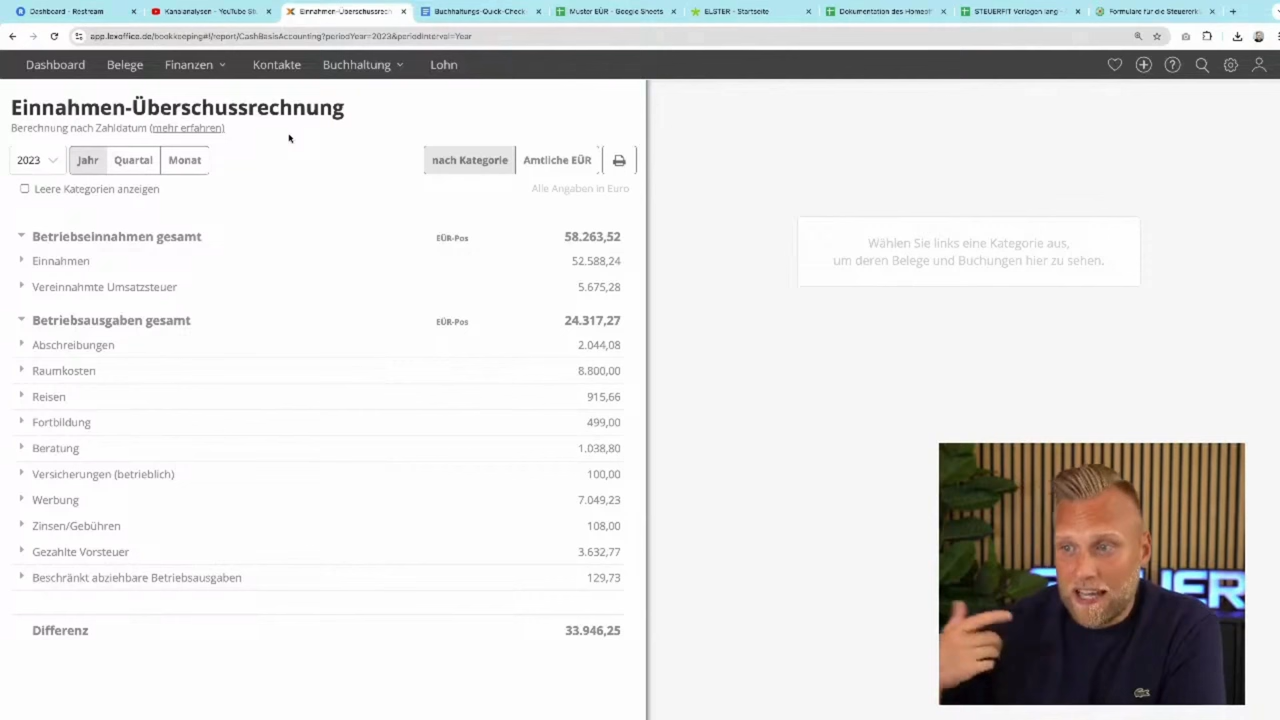 Dashboard - Restposten
Kanalanalysen - YouTube St
Einnahmen-Überschussrech
Buchhaltungs-Quick-Check
Muster EÜR - Google Sheets
ELSTER - Startseite
Dokumentation des Homeof
STEUERFIT Vorlagen lang -
Formulare für die Steuererk
app.lexoffice.de/bookkeeping#!/report/CashBasisAccounting?periodYear=2023&periodInterval=Year
Dashboard Belege Finanzen Kontakte Buchhaltung Lohn
Einnahmen-Überschussrechnung
Berechnung nach Zahldatum (mehr erfahren)
2023 Jahr Quartal Monat nach Kategorie Amtliche EÜR
Leere Kategorien anzeigen Alle Angaben in Euro
Betriebseinnahmen gesamt EÜR-Pos 58.263,52
Einnahmen 52.588,24
Vereinnahmte Umsatzsteuer 5.675,28
Betriebsausgaben gesamt EÜR-Pos 24.317,27
Abschreibungen 2.044,08
Raumkosten 8.800,00
Reisen 915,66
Fortbildung 499,00
Beratung 1.038,80
Versicherungen (betrieblich) 100,00
Werbung 7.049,23
Zinsen/Gebühren 108,00
Gezahlte Vorsteuer 3.632,77
Beschränkt abziehbare Betriebsausgaben 129,73
Differenz 33.946,25
Wählen Sie links eine Kategorie aus,
um deren Belege und Buchungen hier zu sehen.